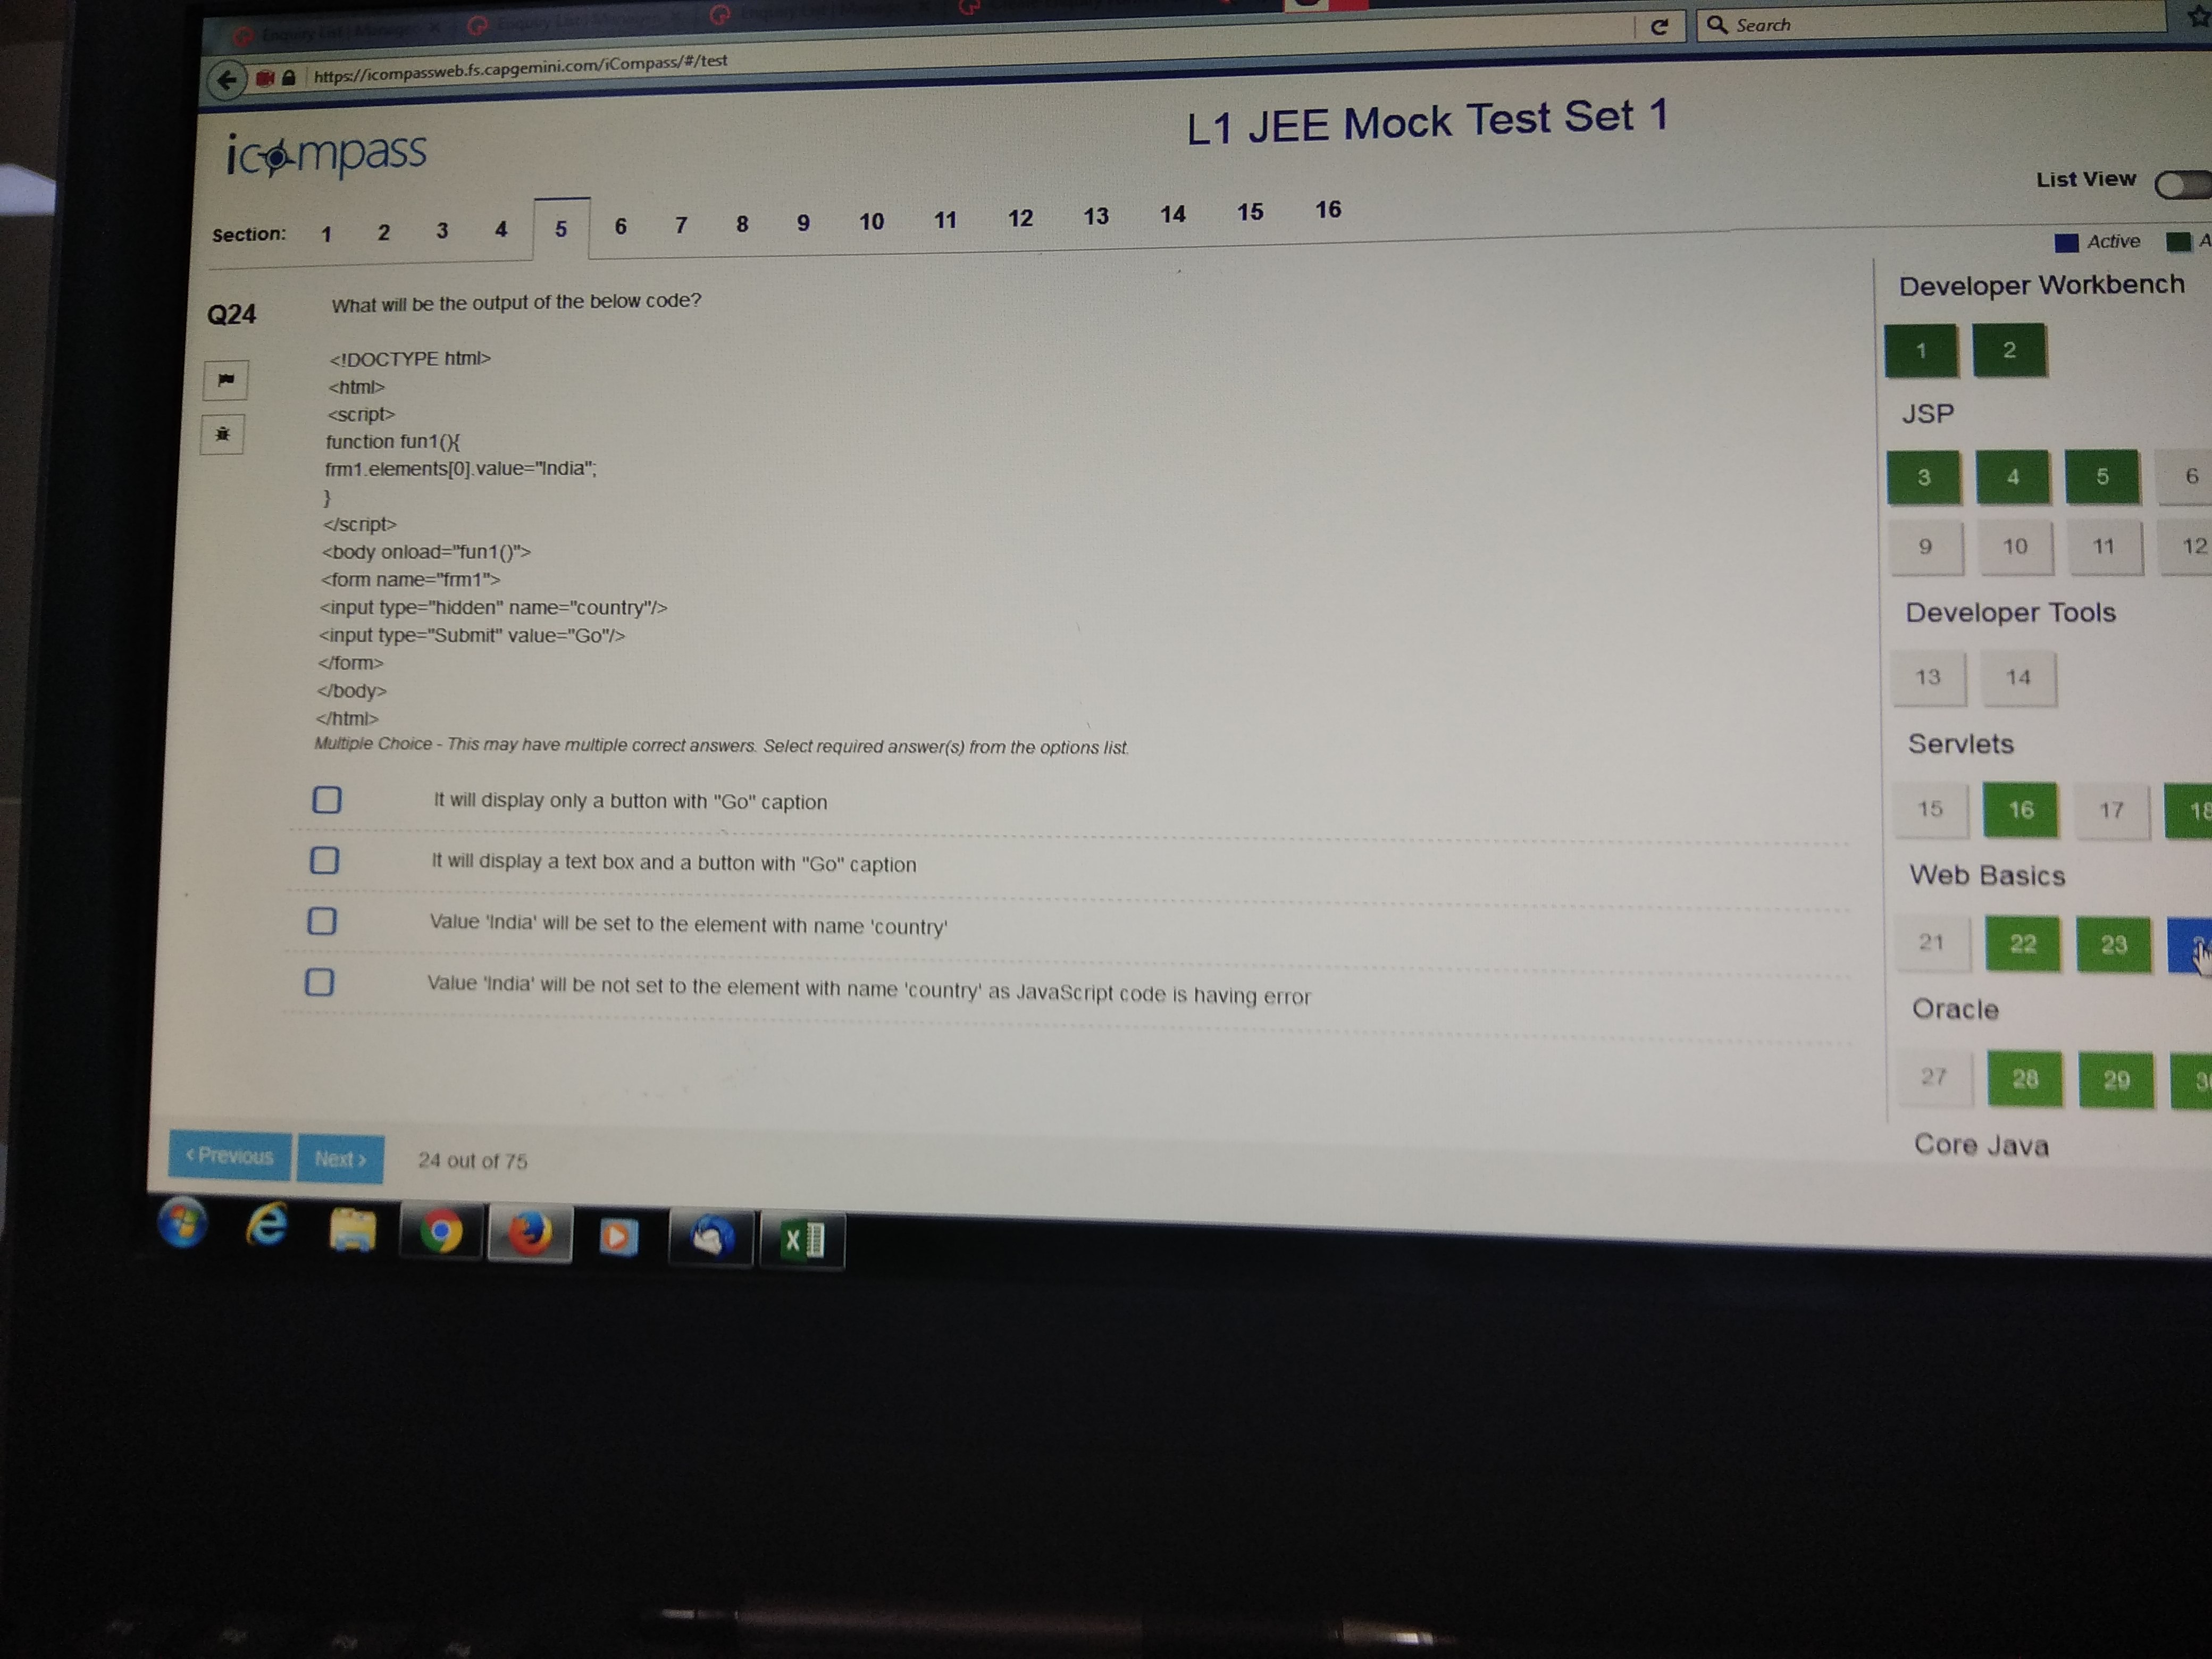 https://icompassweb.fs.capgemini.com/iCompass/#/test
Search
icompass
L1 JEE Mock Test Set 1
List View
Section: 1 2 3 4 5 6 7 8 9 10 11 12 13 14 15 16
Active
Q24
What will be the output of the below code?
<!DOCTYPE html>
<html>
<script>
function fun1(){
frm1.elements[0].value="India";
}
</script>
<body onload="fun1()">
<form name="frm1">
<input type="hidden" name="country"/>
<input type="Submit" value="Go"/>
</form>
</body>
</html>
Multiple Choice - This may have multiple correct answers. Select required answer(s) from the options list.
It will display only a button with "Go" caption
It will display a text box and a button with "Go" caption
Value 'India' will be set to the element with name 'country'
Value 'India' will be not set to the element with name 'country' as JavaScript code is having error
Developer Workbench
1 2
JSP
3 4 5 6
9 10 11 12
Developer Tools
13 14
Servlets
15 16 17 18
Web Basics
21 22 23
Oracle
27 28 29
Core Java
< Previous
Next >
24 out of 75